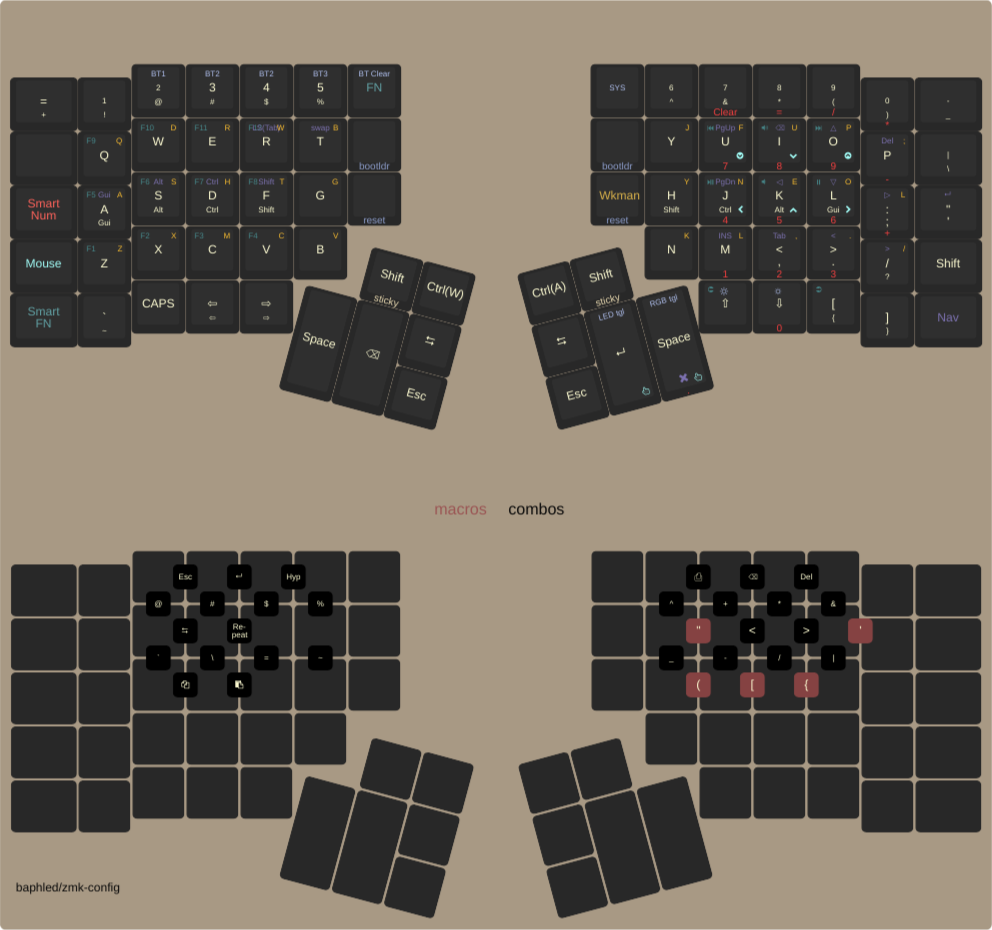 BT1 BT2 BT2 BT3 BT Clear
= 1 2 3 4 5 FN
+ ! @ # $ %
F9 Q F10 D F11 E R W swap B
Q W E R T
bootldr
Smart Num
F5 Gui A F6 Alt S F7 Ctrl H F8 Shift T G
A S D F G
Gui Alt Ctrl Shift
reset
Mouse
F1 Z F2 X F3 M F4 C V
Z X C V B
Smart FN
` CAPS ⇦ ⇨
~ ⇦ ⇨
Shift Ctrl(W)
sticky
Space ⌫ ⇆
Esc
SYS 6 7 8 9 0 -
^ & * ( ) _
Clear = / *
J PgUp F U P Del ;
Y U I O P |
bootldr 7 8 9 - \
Wkman Y PgDn N E O L
H J K L : "
Shift Ctrl Alt Gui ; '
reset 4 5 6 +
K INS L Tab , < . > /
N M < > / Shift
, . ?
1 2 3
@
⇧ ⇩ [ ] Nav
{ }
0
Ctrl(A) Shift
sticky
LED tgl RGB tgl
⇆ ↵ Space
Esc
macros combos
Esc ↵ Hyp
@ # $ %
⇆ Re-
peat
` \ = ~
⌫ Del
^ + * &
" < > '
_ - / |
( [ {
baphled/zmk-config